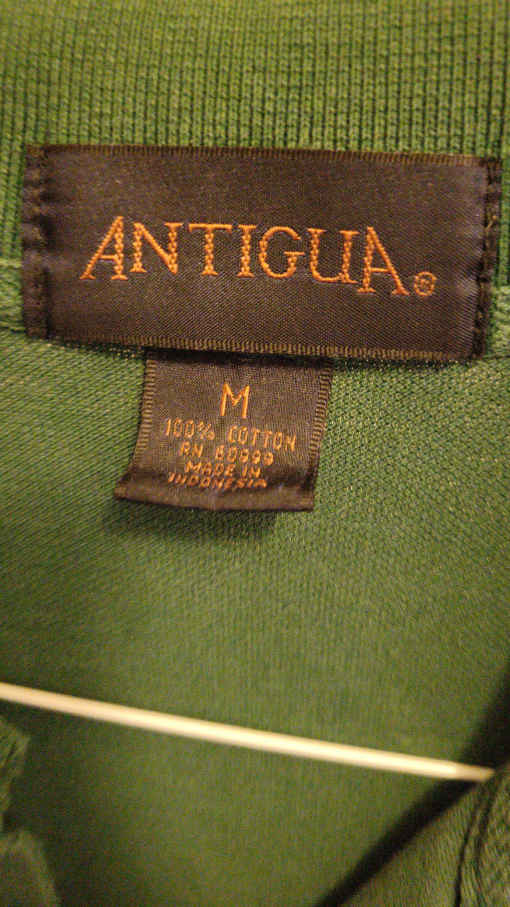 ANTIGUA®
M
100% COTTON
RN 60999
MADE IN
INDONESIA